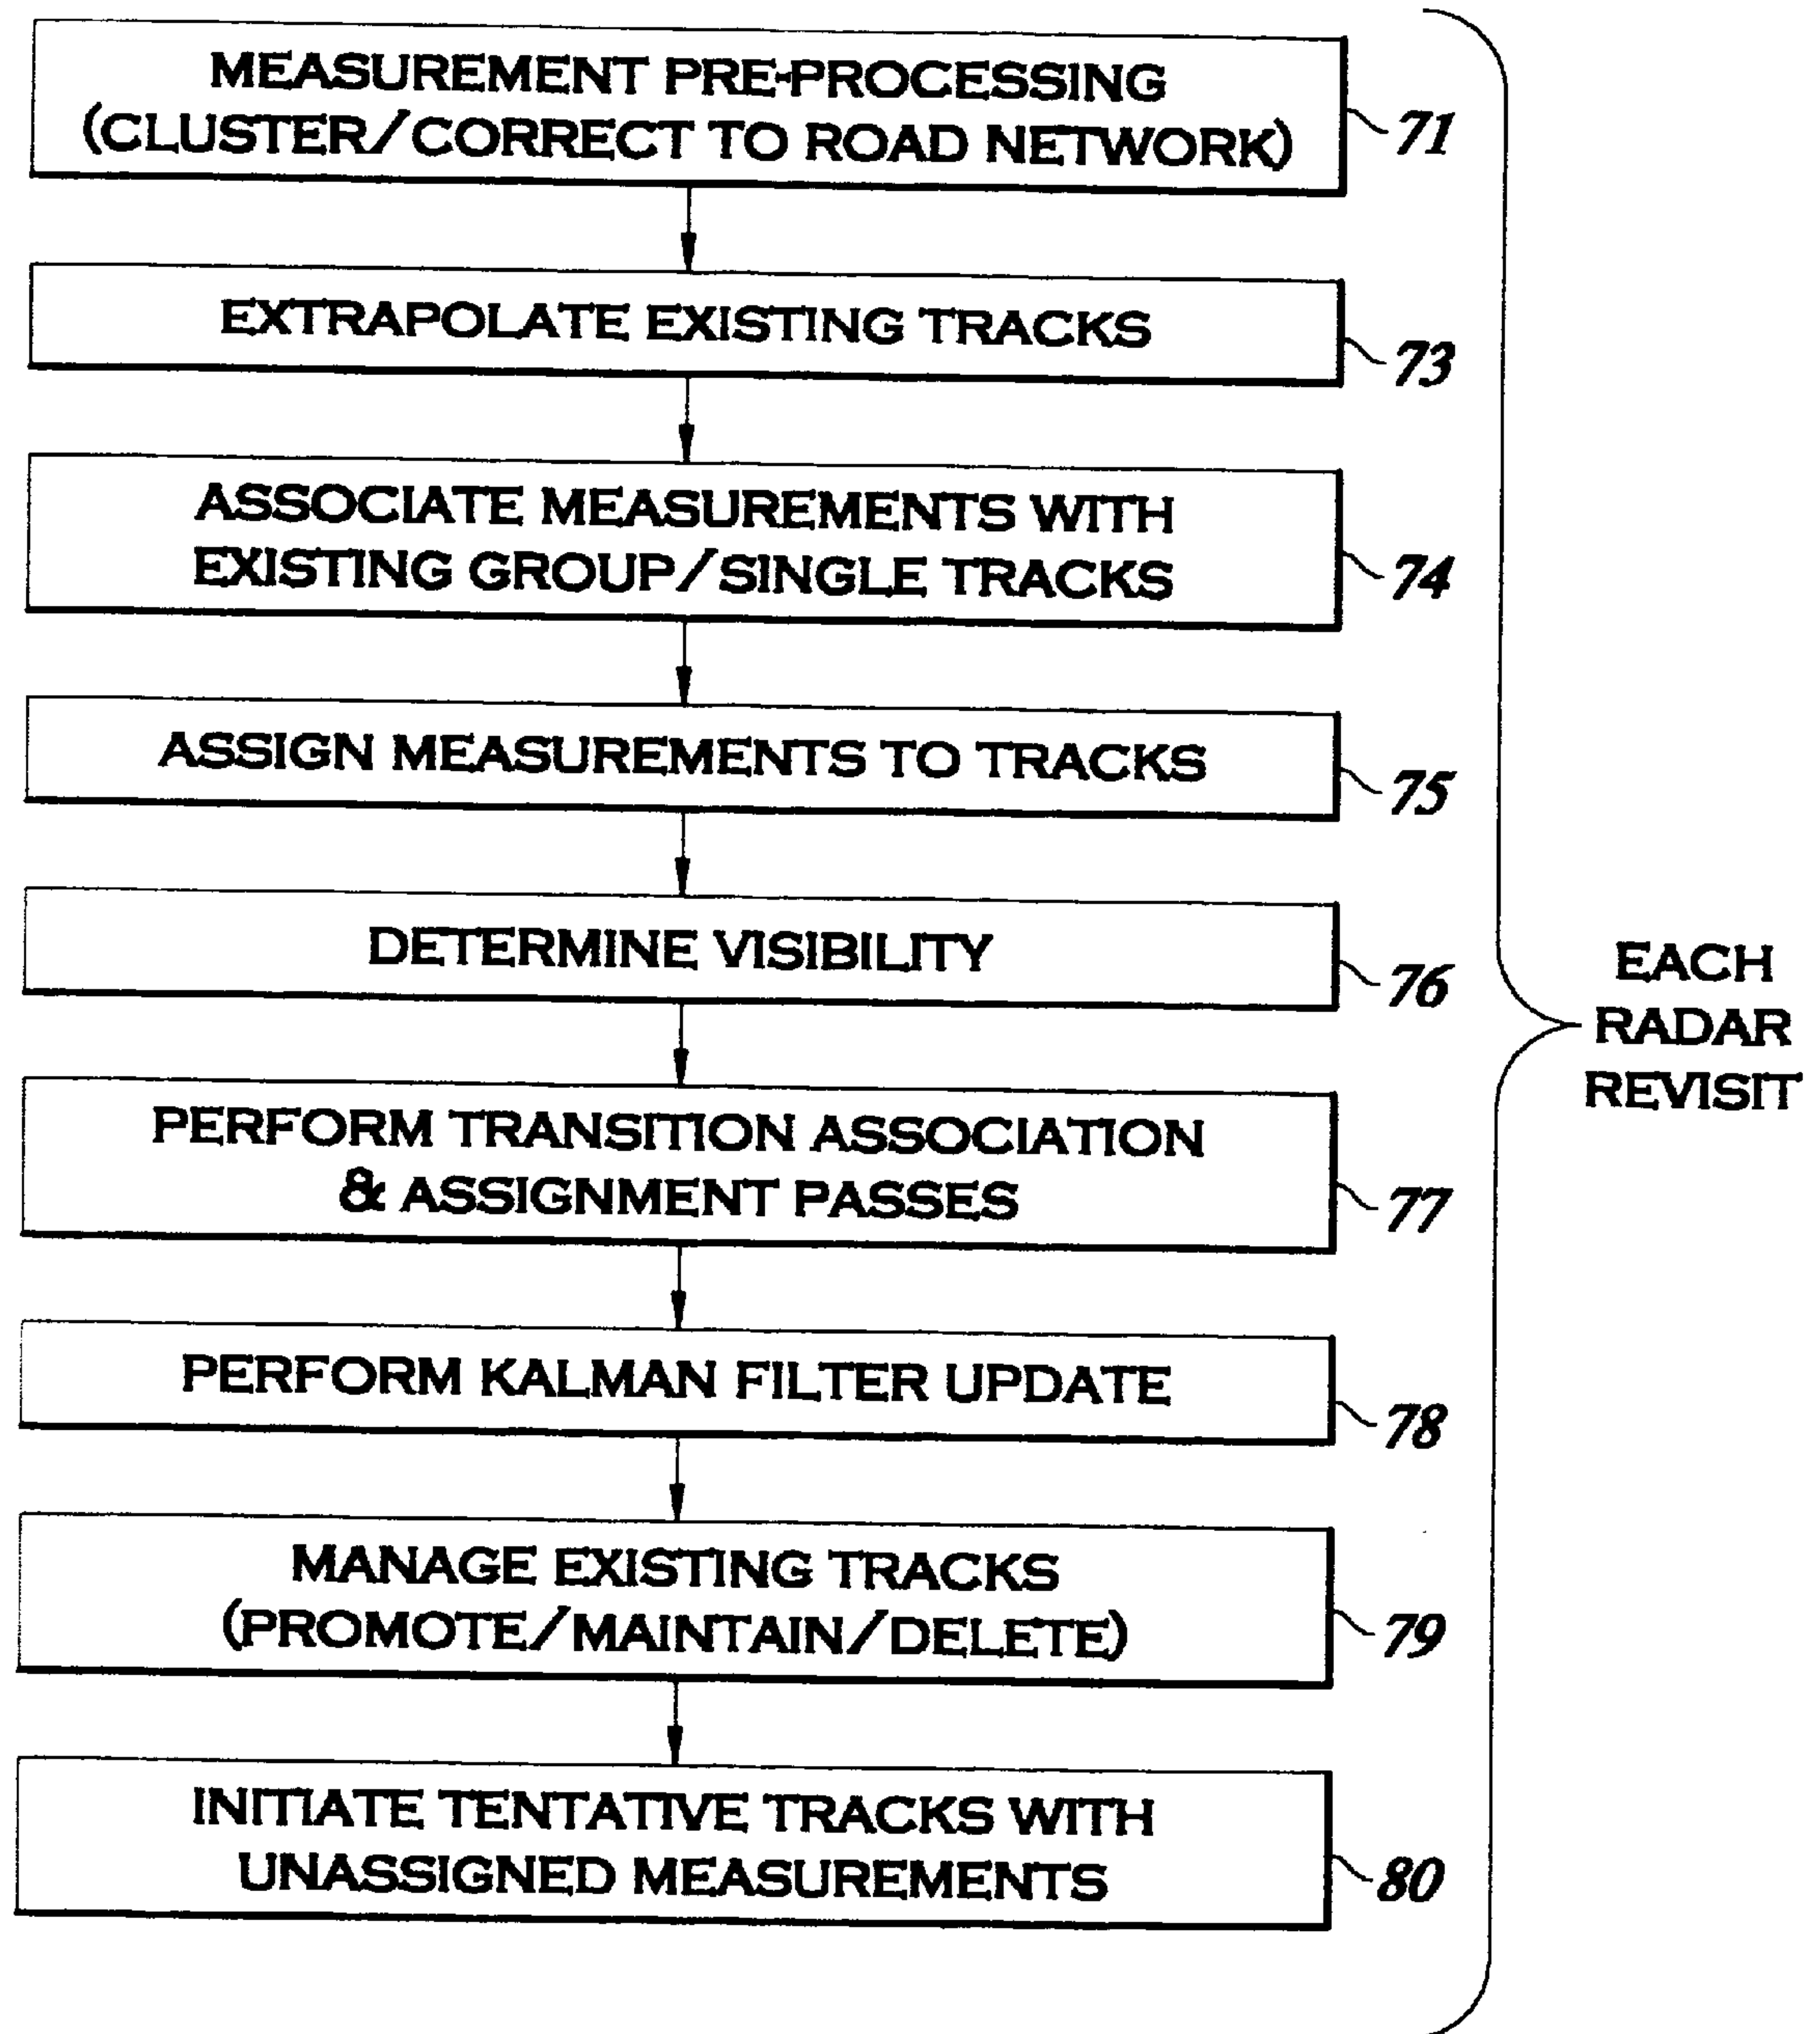 MEASUREMENT PRE-PROCESSING
(CLUSTER/CORRECT TO ROAD NETWORK)
71
EXTRAPOLATE EXISTING TRACKS
73
ASSOCIATE MEASUREMENTS WITH
EXISTING GROUP/SINGLE TRACKS
74
ASSIGN MEASUREMENTS TO TRACKS
75
DETERMINE VISIBILITY
76
PERFORM TRANSITION ASSOCIATION
& ASSIGNMENT PASSES
77
PERFORM KALMAN FILTER UPDATE
78
MANAGE EXISTING TRACKS
(PROMOTE/MAINTAIN/DELETE)
79
INITIATE TENTATIVE TRACKS WITH
UNASSIGNED MEASUREMENTS
80
EACH
RADAR
REVISIT